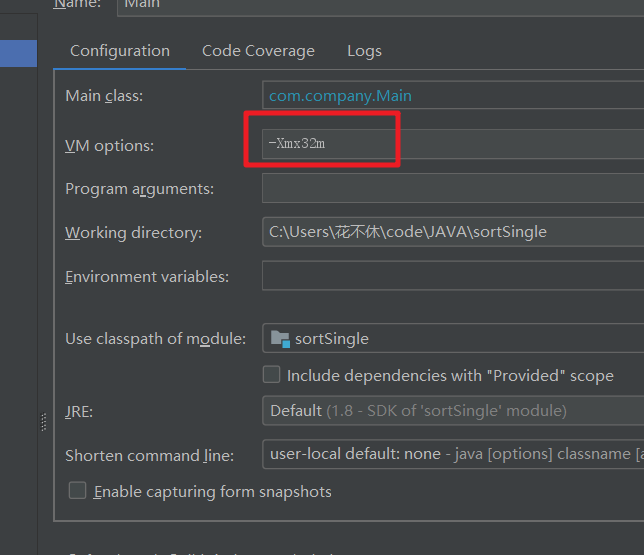 Name: Main
Configuration Code Coverage Logs
Main class: com.company.Main
VM options: -Xmx32m
Program arguments:
Working directory: C:\Users\花不休\code\JAVA\sortSingle
Environment variables:
Use classpath of module: sortSingle
Include dependencies with "Provided" scope
JRE: Default (1.8 - SDK of 'sortSingle' module)
Shorten command line: user-local default: none - java [options] classname [a
Enable capturing form snapshots